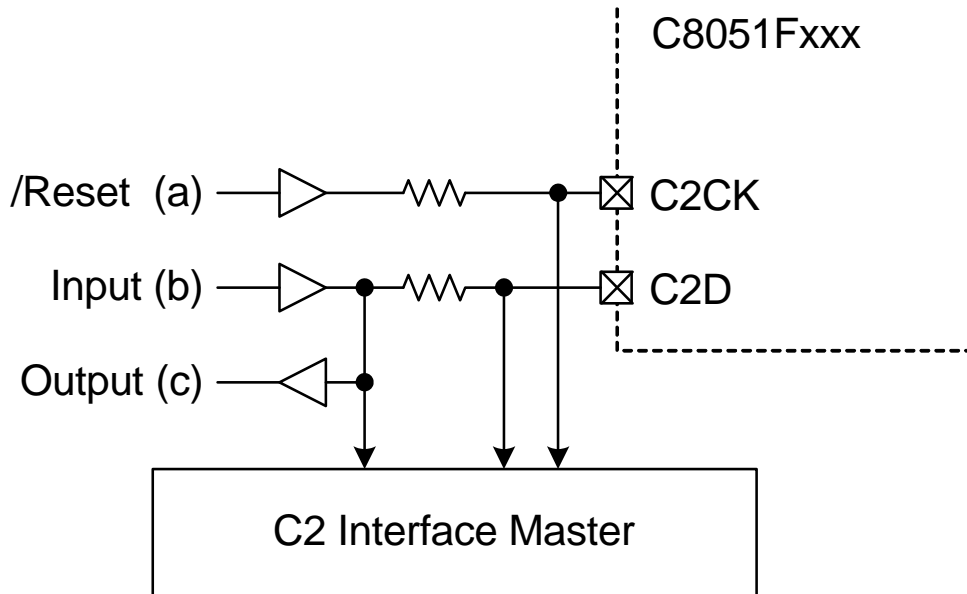 C8051Fxxx
/Reset (a)
C2CK
Input (b)
C2D
Output (c)
C2 Interface Master